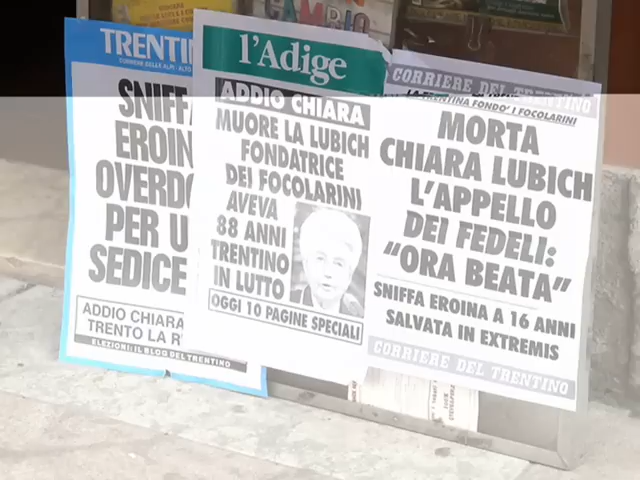 CAMBIO
TRENTIN
CORRIERE DELLE ALPI - ALTO
SNIFF
EROIN
OVERDO
PER U
SEDICE
ADDIO CHIARA
TRENTO LA R
ELEZIONI: IL BLOG DEL TRENTINO
l'Adige
ADDIO CHIARA
MUORE LA LUBICH
FONDATRICE
DEI FOCOLARINI
AVEVA
88 ANNI
TRENTINO
IN LUTTO
OGGI 10 PAGINE SPECIALI
CORRIERE DEL TRENTINO
LA TRENTINA FONDÒ I FOCOLARINI
MORTA
CHIARA LUBICH
L'APPELLO
DEI FEDELI:
"ORA BEATA"
SNIFFA EROINA A 16 ANNI
SALVATA IN EXTREMIS
CORRIERE DEL TRENTINO